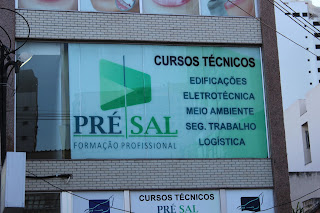 CURSOS TÉCNICOS
EDIFICAÇÕES
ELETROTÉCNICA
MEIO AMBIENTE
SEG. TRABALHO
LOGÍSTICA
PRÉ SAL
FORMAÇÃO PROFISSIONAL
CURSOS TÉCNICOS
PRÉ SAL